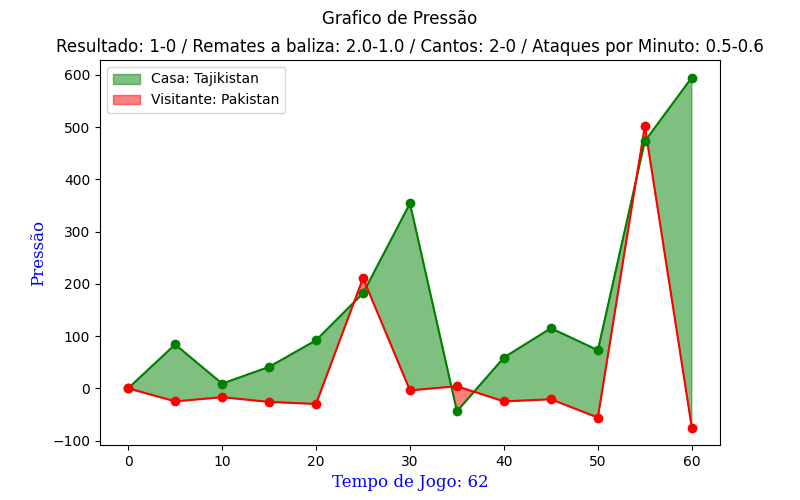 Grafico de Pressão
Resultado: 1-0 / Remates a baliza: 2.0-1.0 / Cantos: 2-0 / Ataques por Minuto: 0.5-0.6
Casa: Tajikistan
Visitante: Pakistan
Pressão
600
500
400
300
200
100
0
−100
0 10 20 30 40 50 60
Tempo de Jogo: 62